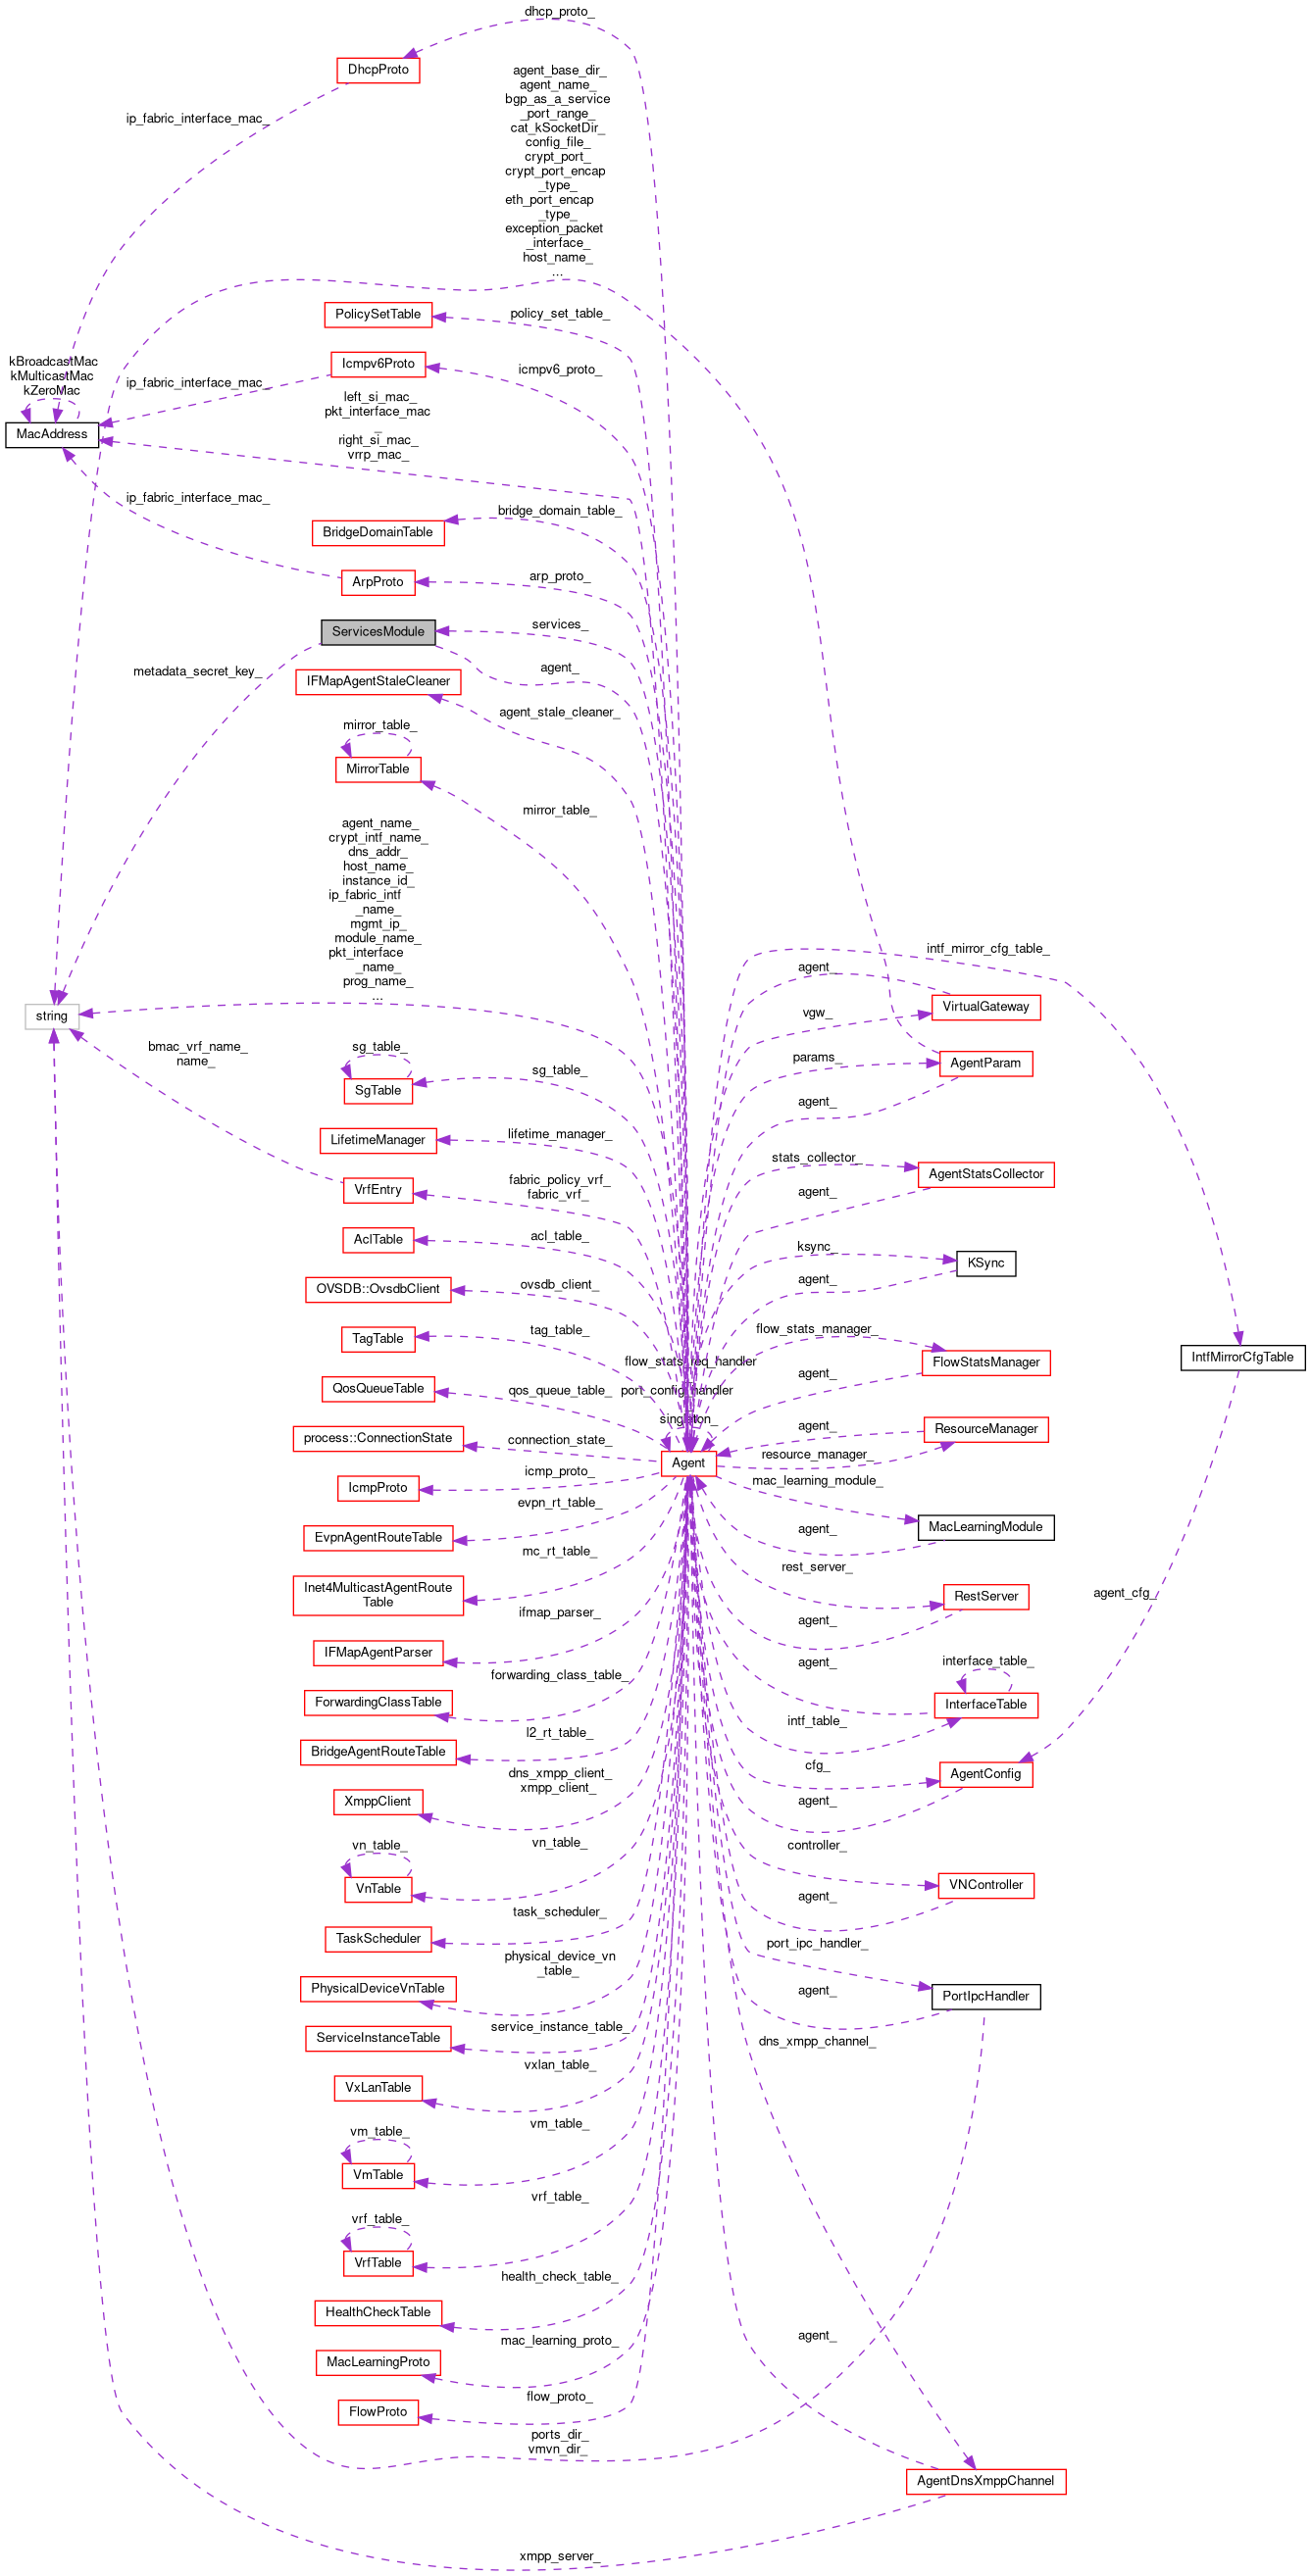 dhcp_proto_
DhcpProto
agent_base_dir_
agent_name_
bgp_as_a_service
_port_range_
cat_kSocketDir_
config_file_
crypt_port_
crypt_port_encap
_type_
eth_port_encap
_type_
exception_packet
_interface_
host_name_
...
ip_fabric_interface_mac_
PolicySetTable
policy_set_table_
kBroadcastMac
kMulticastMac
kZeroMac
Icmpv6Proto
icmpv6_proto_
ip_fabric_interface_mac_
MacAddress
left_si_mac_
pkt_interface_mac
_
right_si_mac_
vrrp_mac_
ip_fabric_interface_mac_
bridge_domain_table_
BridgeDomainTable
ArpProto
arp_proto_
ServicesModule
services_
metadata_secret_key_
agent_
IFMapAgentStaleCleaner
agent_stale_cleaner_
mirror_table_
MirrorTable
mirror_table_
agent_name_
crypt_intf_name_
dns_addr_
host_name_
instance_id_
ip_fabric_intf
_name_
mgmt_ip_
module_name_
pkt_interface
_name_
prog_name_
...
intf_mirror_cfg_table_
agent_
VirtualGateway
vgw_
string
bmac_vrf_name_
name_
sg_table_
SgTable
sg_table_
params_
AgentParam
agent_
LifetimeManager
lifetime_manager_
stats_collector_
AgentStatsCollector
agent_
VrfEntry
fabric_policy_vrf_
fabric_vrf_
AclTable
acl_table_
ksync_
KSync
agent_
OVSDB::OvsdbClient
ovsdb_client_
TagTable
tag_table_
flow_stats_manager_
FlowStatsManager
agent_
IntfMirrorCfgTable
flow_stats_req_handler
port_config_handler
singleton_
QosQueueTable
qos_queue_table_
process::ConnectionState
connection_state_
Agent
agent_
ResourceManager
resource_manager_
IcmpProto
icmp_proto_
mac_learning_module_
MacLearningModule
agent_
EvpnAgentRouteTable
evpn_rt_table_
Inet4MulticastAgentRoute
Table
mc_rt_table_
rest_server_
RestServer
agent_
agent_cfg_
IFMapAgentParser
ifmap_parser_
agent_
interface_table_
InterfaceTable
intf_table_
ForwardingClassTable
forwarding_class_table_
BridgeAgentRouteTable
l2_rt_table_
cfg_
AgentConfig
agent_
XmppClient
dns_xmpp_client_
xmpp_client_
vn_table_
VnTable
vn_table_
controller_
VNController
agent_
TaskScheduler
task_scheduler_
port_ipc_handler_
PortIpcHandler
agent_
PhysicalDeviceVnTable
physical_device_vn
_table_
ServiceInstanceTable
service_instance_table_
dns_xmpp_channel_
VxLanTable
vxlan_table_
vm_table_
VmTable
vm_table_
vrf_table_
VrfTable
vrf_table_
HealthCheckTable
health_check_table_
MacLearningProto
mac_learning_proto_
agent_
FlowProto
flow_proto_
ports_dir_
vmvn_dir_
AgentDnsXmppChannel
xmpp_server_